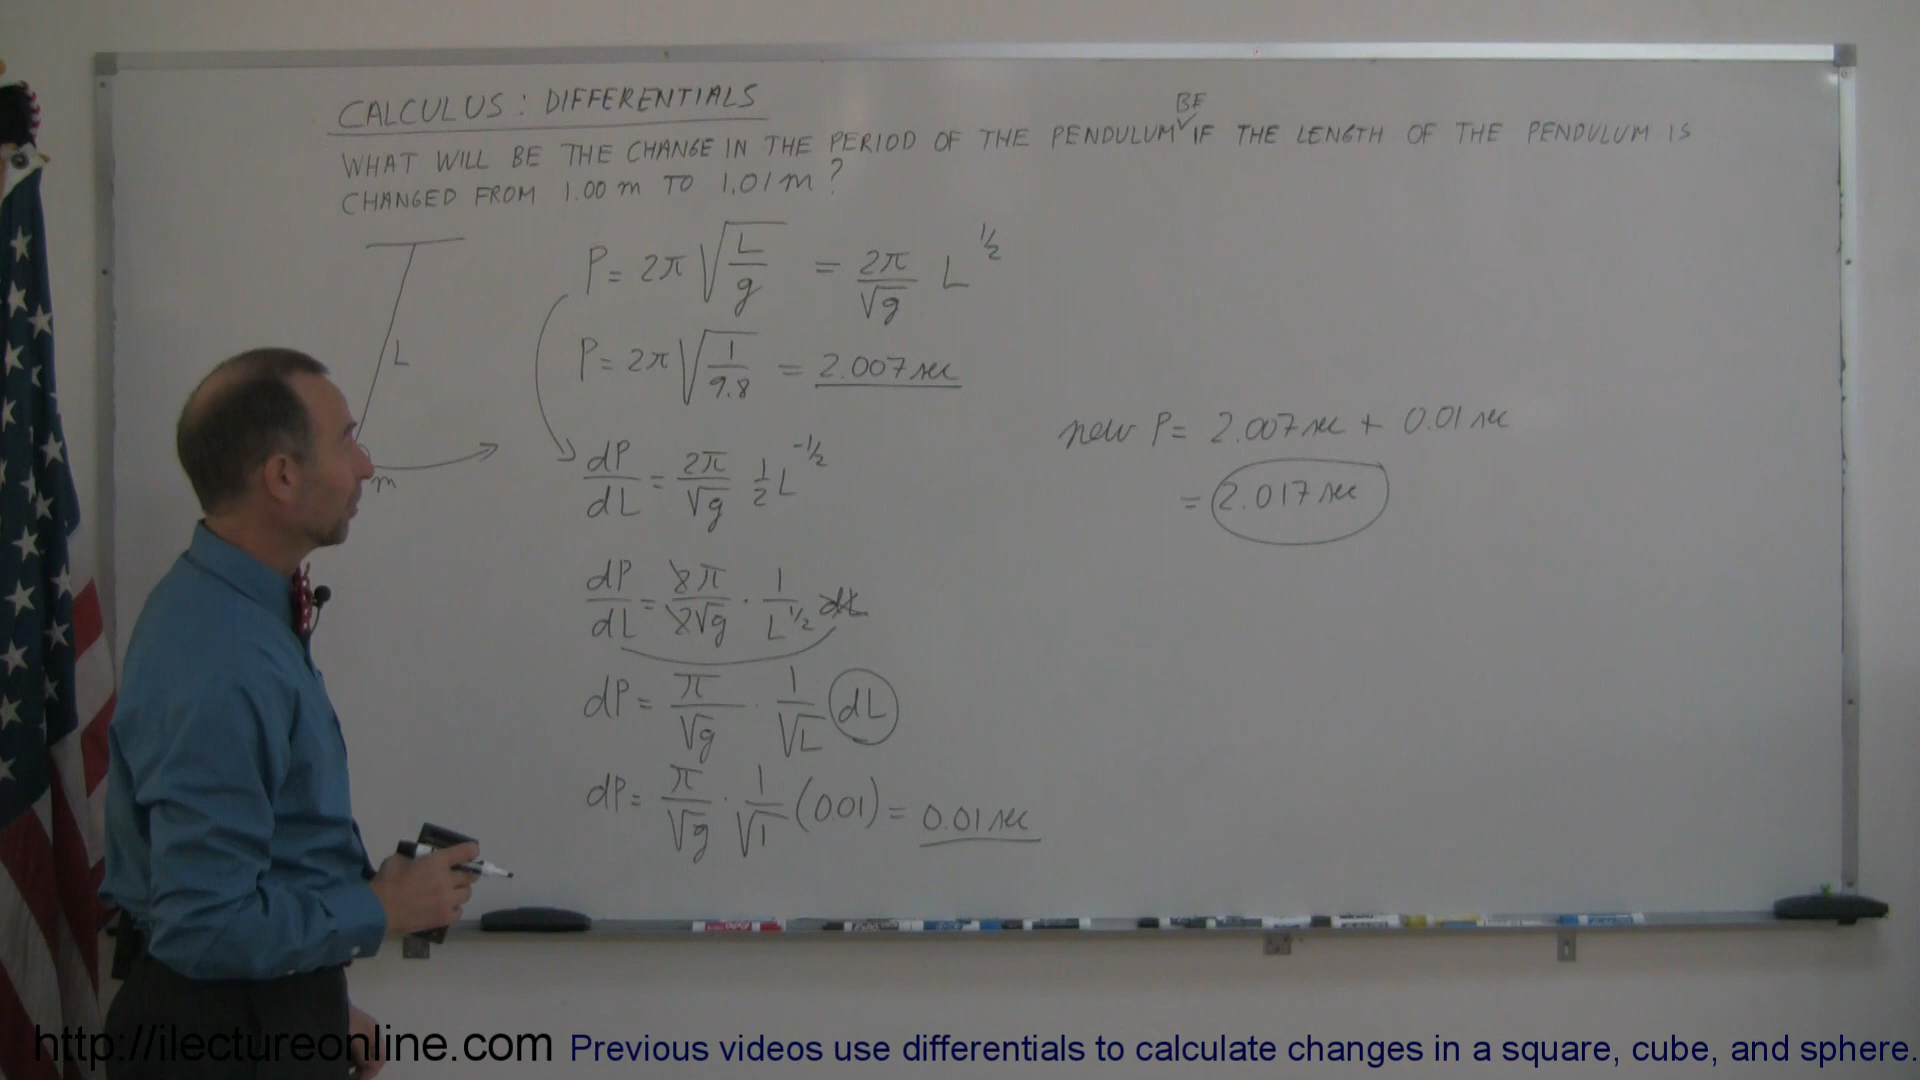 CALCULUS: DIFFERENTIALS
BE
WHAT WILL BE THE CHANGE IN THE PERIOD OF THE PENDULUM IF THE LENGTH OF THE PENDULUM IS
CHANGED FROM 1.00 m TO 1.01 m?
P = 2π √(L/g) = 2π/√g L^1/2
L
P = 2π √(1/9.8) = 2.007 sec
m
dP/dL = 2π/√g 1/2 L^-1/2
dP/dL = 2π/2√g · 1/L^1/2 dL
dP = π/√g · 1/√L dL
dP = π/√g · 1/√1 (0.01) = 0.01 sec
new P = 2.007 sec + 0.01 sec
= 2.017 sec
http://ilectureonline.com Previous videos use differentials to calculate changes in a square, cube, and sphere.